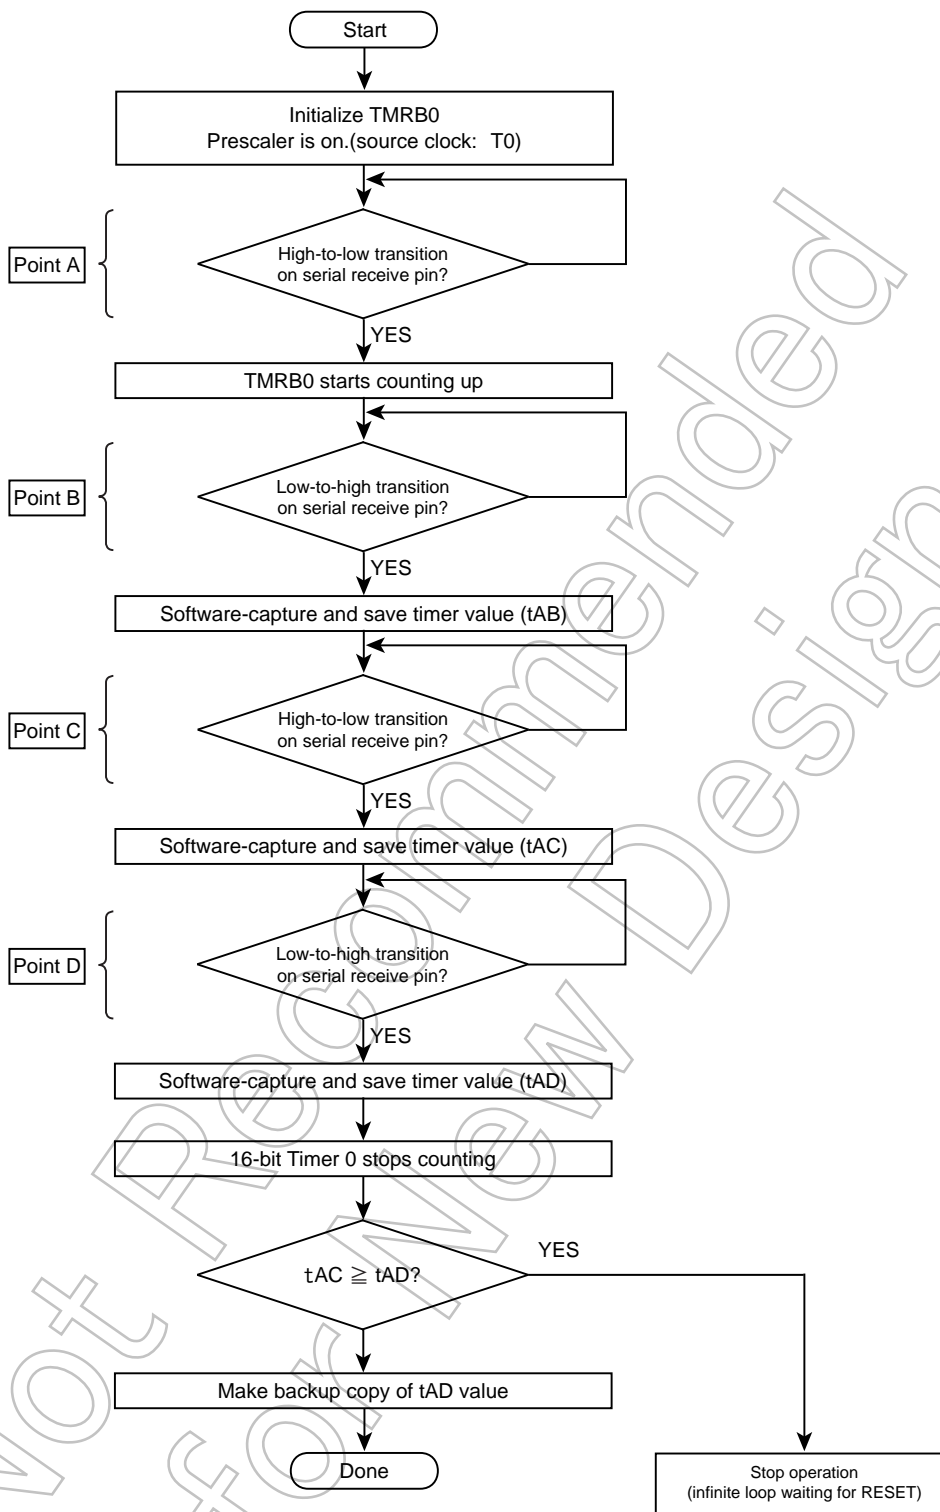 Start
Initialize TMRB0
Prescaler is on.(source clock: T0)
Point A
High-to-low transition
on serial receive pin?
YES
TMRB0 starts counting up
Point B
Low-to-high transition
on serial receive pin?
YES
Software-capture and save timer value (tAB)
Point C
High-to-low transition
on serial receive pin?
YES
Software-capture and save timer value (tAC)
Point D
Low-to-high transition
on serial receive pin?
YES
Software-capture and save timer value (tAD)
16-bit Timer 0 stops counting
tAC ≧ tAD?
YES
Make backup copy of tAD value
Done
Stop operation
(infinite loop waiting for RESET)
Not Recommended
for New Design